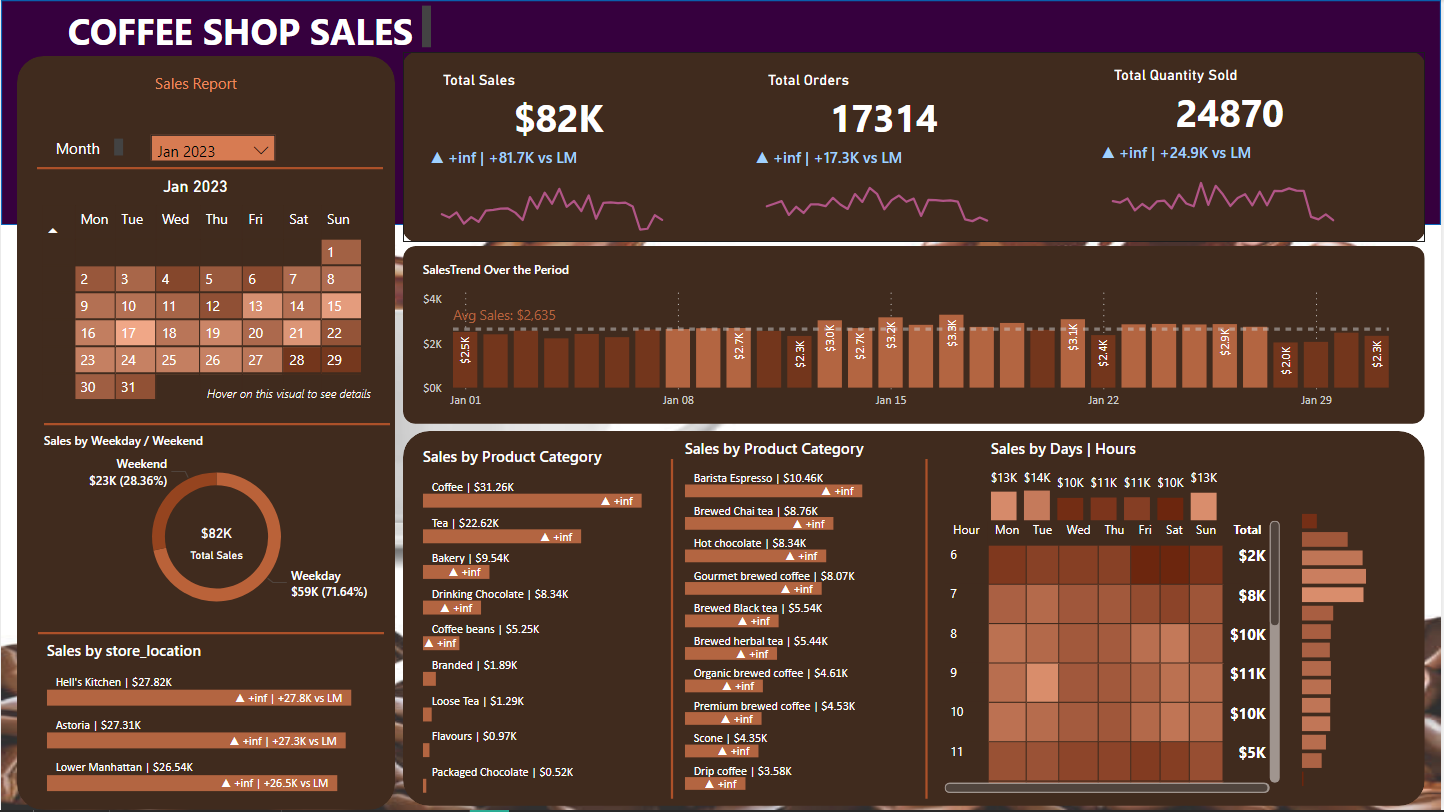 COFFEE SHOP SALES
Sales Report
Month
Jan 2023
Jan 2023
Mon Tue Wed Thu Fri Sat Sun
1
2 3 4 5 6 7 8
9 10 11 12 13 14 15
16 17 18 19 20 21 22
23 24 25 26 27 28 29
30 31
Hover on this visual to see details
Sales by Weekday / Weekend
Weekend
$23K (28.36%)
$82K
Total Sales
Weekday
$59K (71.64%)
Sales by store_location
Hell's Kitchen | $27.82K
▲ +inf | +27.8K vs LM
Astoria | $27.31K
▲ +inf | +27.3K vs LM
Lower Manhattan | $26.54K
▲ +inf | +26.5K vs LM
Total Sales
$82K
▲ +inf | +81.7K vs LM
Total Orders
17314
▲ +inf | +17.3K vs LM
Total Quantity Sold
24870
▲ +inf | +24.9K vs LM
SalesTrend Over the Period
$4K
$2K
$0K
Avg Sales: $2,635
$2.5K $2.7K $2.3K $3.0K $2.7K $3.2K $3.3K $3.1K $2.4K $2.9K $2.0K $2.3K
Jan 01 Jan 08 Jan 15 Jan 22 Jan 29
Sales by Product Category
Coffee | $31.26K
▲ +inf
Tea | $22.62K
▲ +inf
Bakery | $9.54K
▲ +inf
Drinking Chocolate | $8.34K
▲ +inf
Coffee beans | $5.25K
▲ +inf
Branded | $1.89K
Loose Tea | $1.29K
Flavours | $0.97K
Packaged Chocolate | $0.52K
Sales by Product Category
Barista Espresso | $10.46K
▲ +inf
Brewed Chai tea | $8.76K
▲ +inf
Hot chocolate | $8.34K
▲ +inf
Gourmet brewed coffee | $8.07K
▲ +inf
Brewed Black tea | $5.54K
▲ +inf
Brewed herbal tea | $5.44K
▲ +inf
Organic brewed coffee | $4.61K
▲ +inf
Premium brewed coffee | $4.53K
▲ +inf
Scone | $4.35K
▲ +inf
Drip coffee | $3.58K
▲ +inf
Sales by Days | Hours
$13K $14K $10K $11K $11K $10K $13K
Hour Mon Tue Wed Thu Fri Sat Sun Total
6 $2K
7 $8K
8 $10K
9 $11K
10 $10K
11 $5K